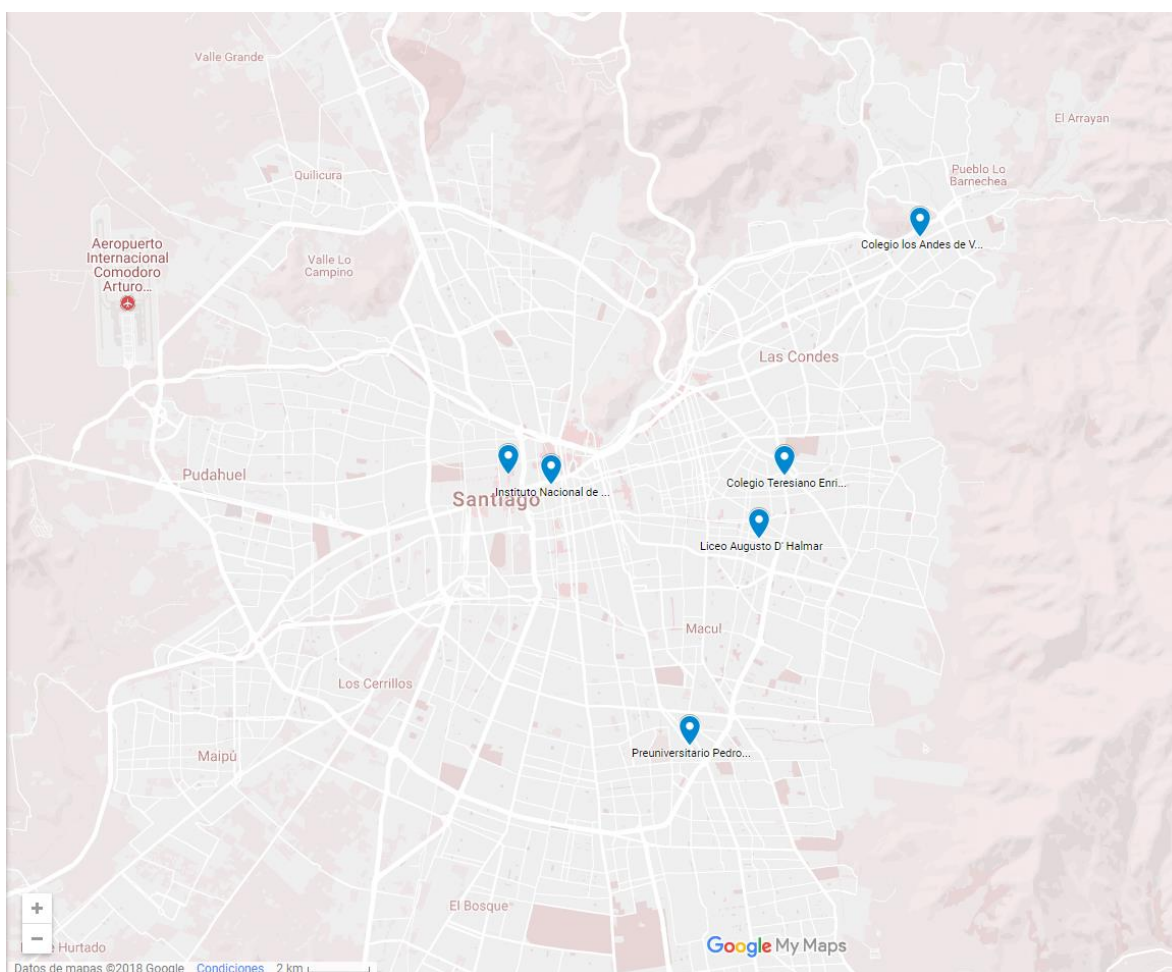 Valle Grande
El Arrayan
Quilicura
Pueblo Lo
Barnechea
Aeropuerto
Internacional
Comodoro
Arturo...
Valle Lo
Campino
Colegio los Andes de V...
Las Condes
Pudahuel
Santiago
Instituto Nacional de ...
Colegio Teresiano Enri...
Liceo Augusto D' Halmar
Macul
Los Cerrillos
Maipú
Preuniversitario Pedro...
El Bosque
+
−
Hurtado
Google My Maps
Datos de mapas ©2018 Google Condiciones 2 km